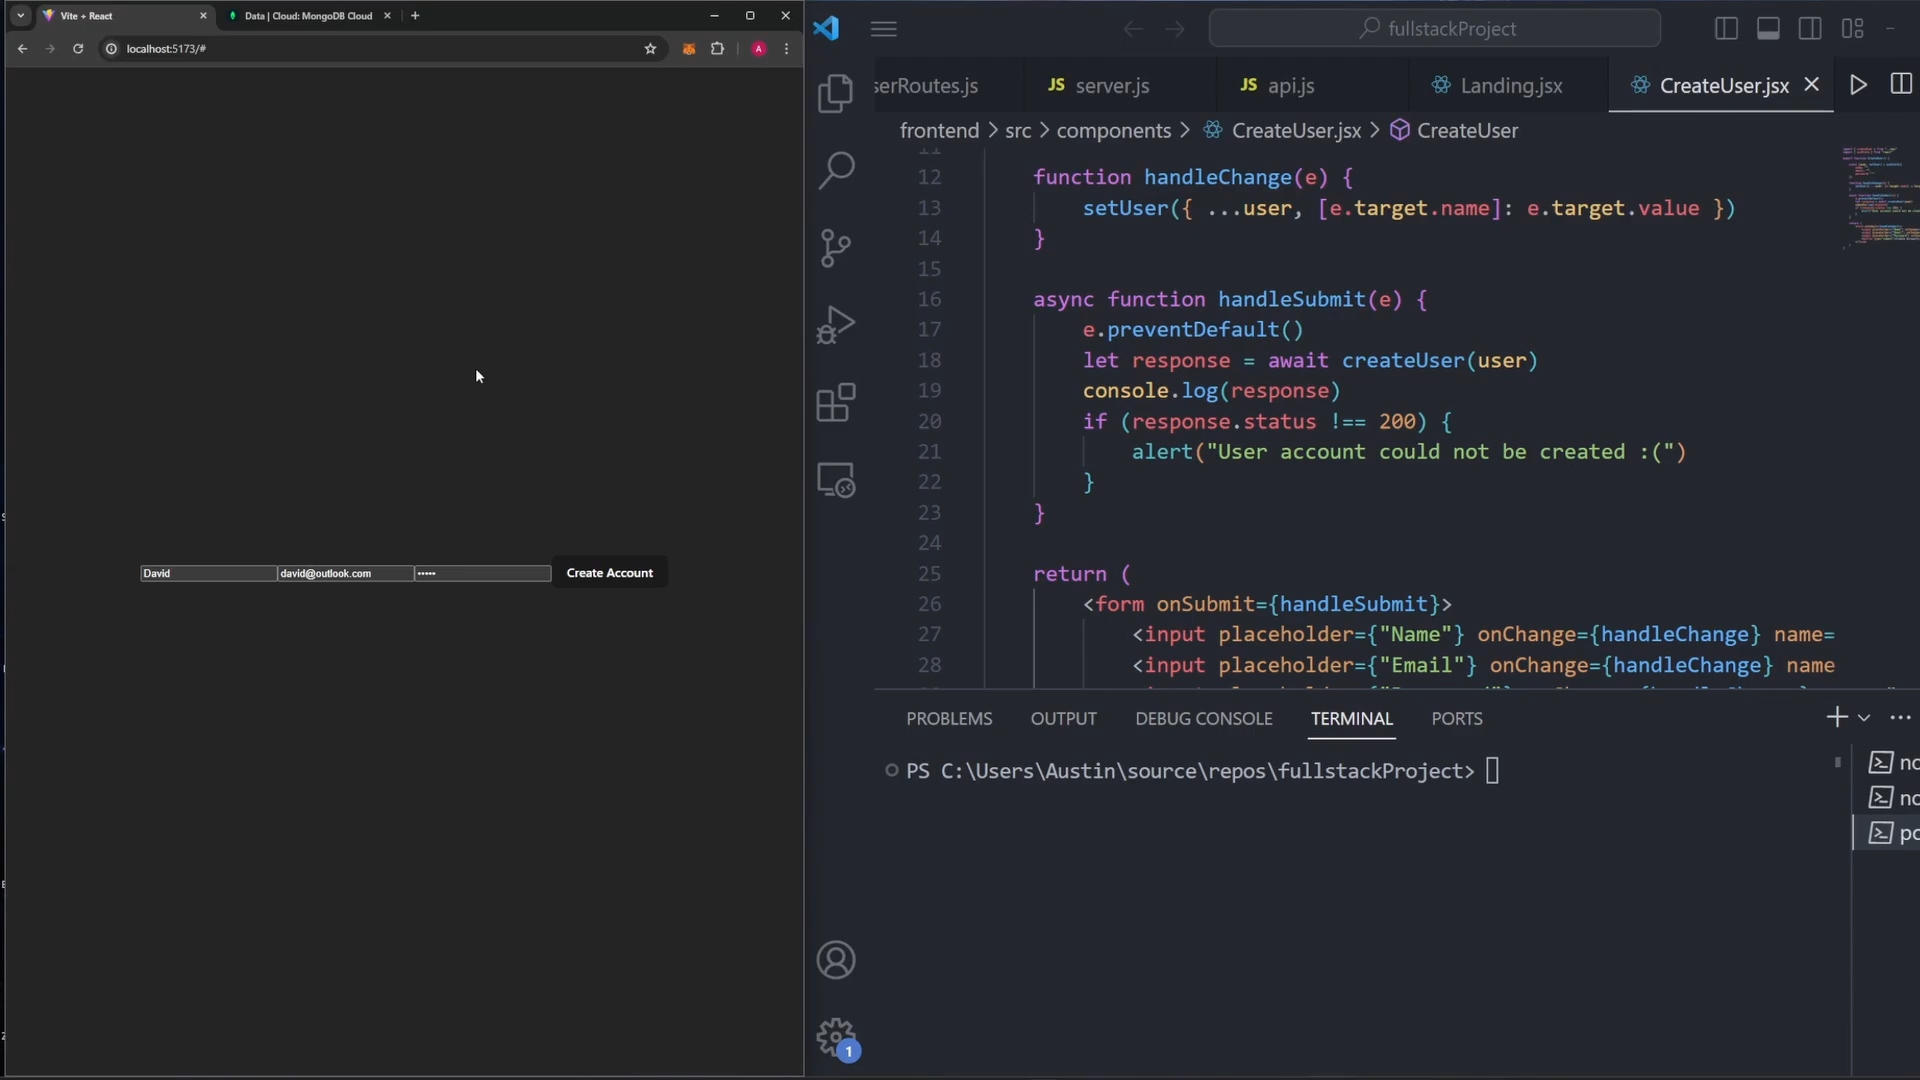 Vite + React
Data | Cloud: MongoDB Cloud
localhost:5173/#
A
David
david@outlook.com
•••••
Create Account
fullstackProject
serRoutes.js
JS server.js
JS api.js
Landing.jsx
CreateUser.jsx
frontend > src > components > CreateUser.jsx > CreateUser
11
12 function handleChange(e) {
13 setUser({ ...user, [e.target.name]: e.target.value })
14 }
15
16 async function handleSubmit(e) {
17 e.preventDefault()
18 let response = await createUser(user)
19 console.log(response)
20 if (response.status !== 200) {
21 alert("User account could not be created :(")
22 }
23 }
24
25 return (
26 <form onSubmit={handleSubmit}>
27 <input placeholder={"Name"} onChange={handleChange} name=
28 <input placeholder={"Email"} onChange={handleChange} name
PROBLEMS
OUTPUT
DEBUG CONSOLE
TERMINAL
PORTS
PS C:\Users\Austin\source\repos\fullstackProject>
no
no
po
1